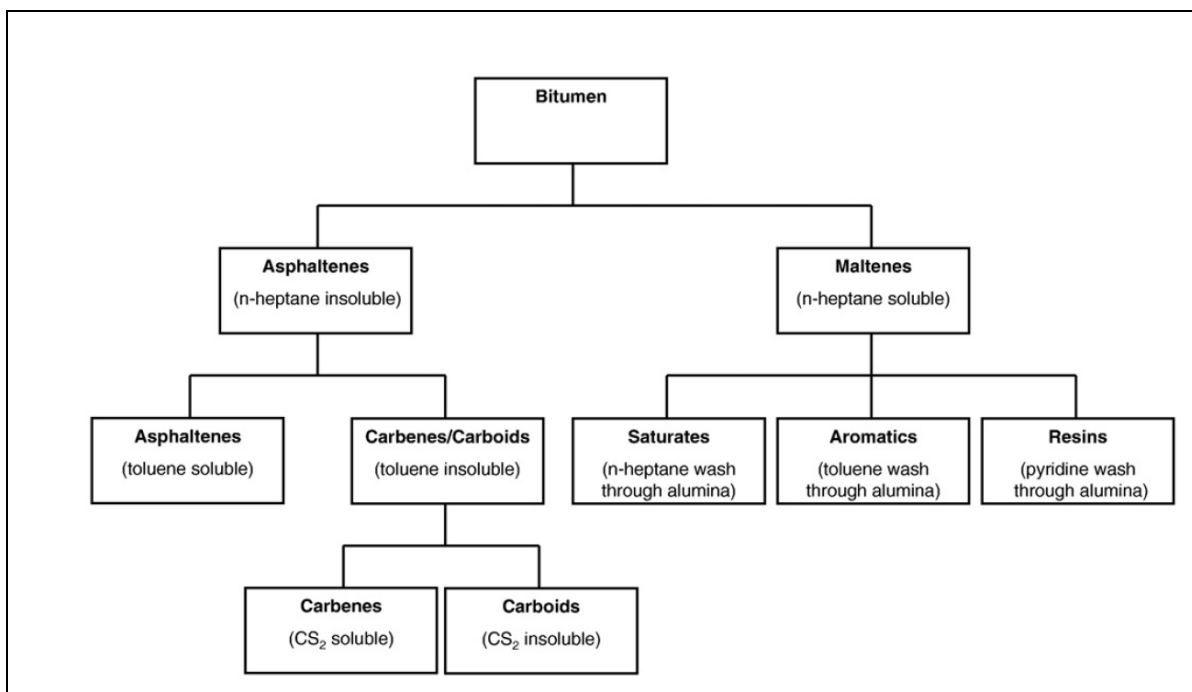 Bitumen
Asphaltenes
(n-heptane insoluble)
Maltenes
(n-heptane soluble)
Asphaltenes
(toluene soluble)
Carbenes/Carboids
(toluene insoluble)
Saturates
(n-heptane wash
through alumina)
Aromatics
(toluene wash
through alumina)
Resins
(pyridine wash
through alumina)
Carbenes
(CS₂ soluble)
Carboids
(CS₂ insoluble)